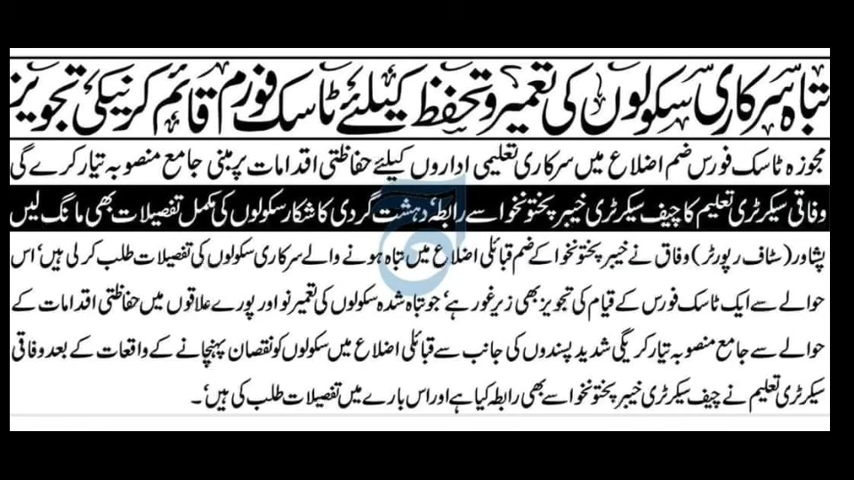 تباہ سرکاری سکولوں کی تعمیر و تحفظ کیلئے ٹاسک فورم قائم کرنیکی تجویز
مجوزہ ٹاسک فورس ضم اضلاع میں سرکاری تعلیمی اداروں کیلئے حفاظتی اقدامات پر مبنی جامع منصوبہ تیار کرے گی
وفاقی سیکرٹری تعلیم کا چیف سیکرٹری خیبر پختونخوا سے رابطہ، دہشت گردی کا شکار سکولوں کی مکمل تفصیلات بھی مانگ لیں
پشاور (سٹاف رپورٹر) وفاق نے خیبر پختونخوا کے ضم قبائلی اضلاع میں تباہ ہونے والے سرکاری سکولوں کی تفصیلات طلب کر لی ہیں، اس
حوالے سے ایک ٹاسک فورس کے قیام کی تجویز بھی زیر غور ہے، جو تباہ شدہ سکولوں کی تعمیر نو اور پورے علاقوں میں حفاظتی اقدامات کے
حوالے سے جامع منصوبہ تیار کریگی شدید پسندوں کی جانب سے قبائلی اضلاع میں سکولوں کو نقصان پہنچانے کے واقعات کے بعد وفاقی
سیکرٹری تعلیم نے چیف سیکرٹری خیبر پختونخوا سے بھی رابطہ کیا ہے اور اس بارے میں تفصیلات طلب کی ہیں‘۔